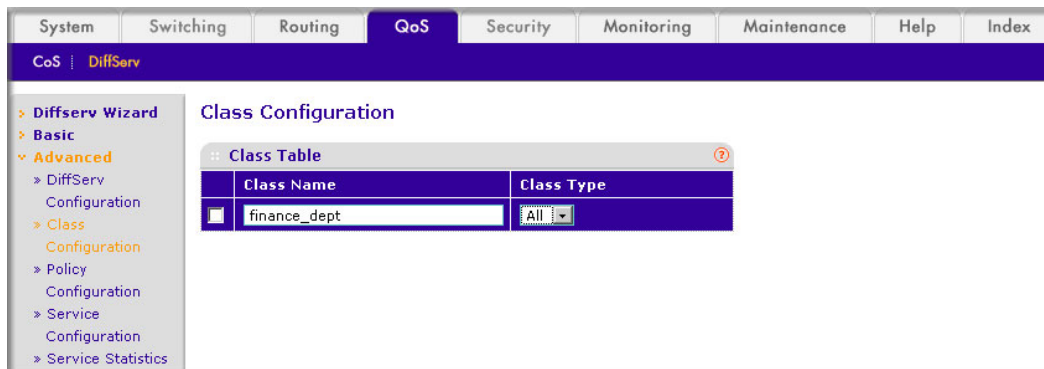 System Switching Routing QoS Security Monitoring Maintenance Help Index
CoS | DiffServ
Diffserv Wizard
Basic
Advanced
» DiffServ
Configuration
» Class
Configuration
» Policy
Configuration
» Service
Configuration
» Service Statistics
Class Configuration
Class Table ?
Class Name Class Type
finance_dept All